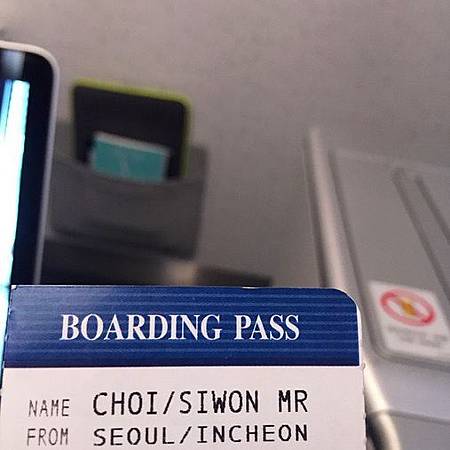 BOARDING PASS
NAME CHOI/SIWON MR
FROM SEOUL/INCHEON